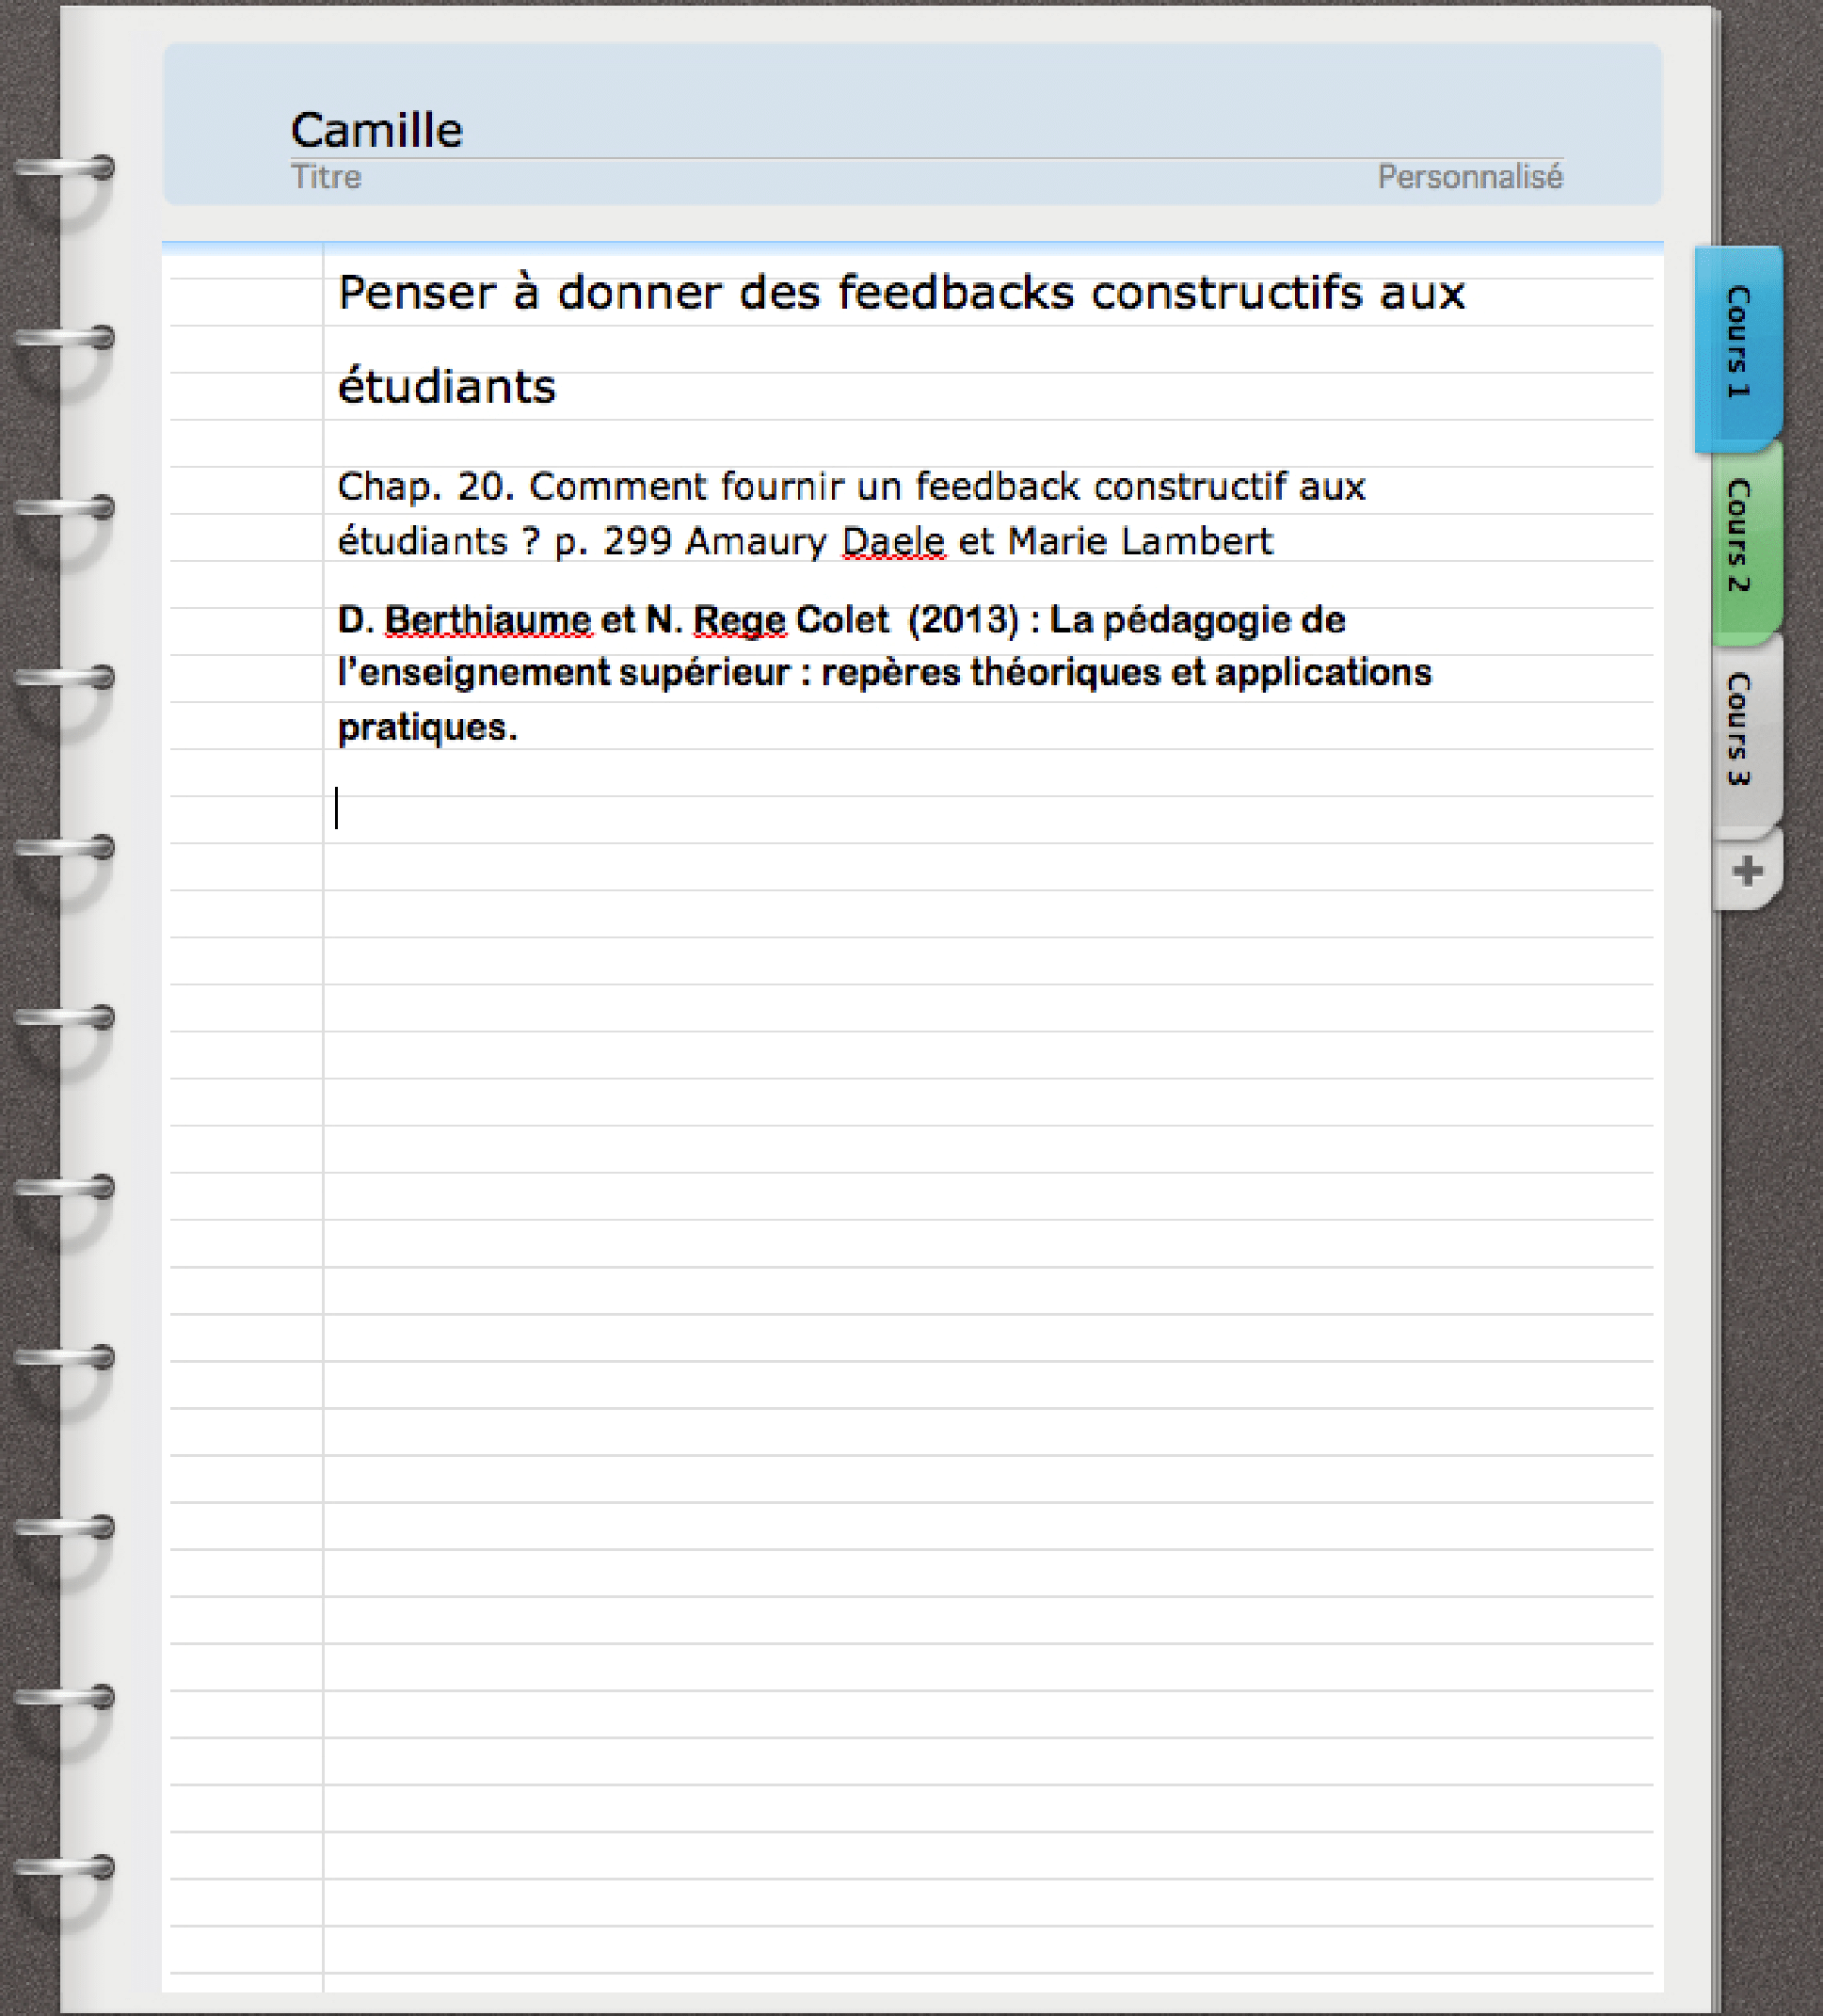 Camille
Titre Personnalisé
Penser à donner des feedbacks constructifs aux
étudiants
Chap. 20. Comment fournir un feedback constructif aux
étudiants ? p. 299 Amaury Daele et Marie Lambert
D. Berthiaume et N. Rege Colet  (2013) : La pédagogie de
l’enseignement supérieur : repères théoriques et applications
pratiques.
Cours 1
Cours 2
Cours 3